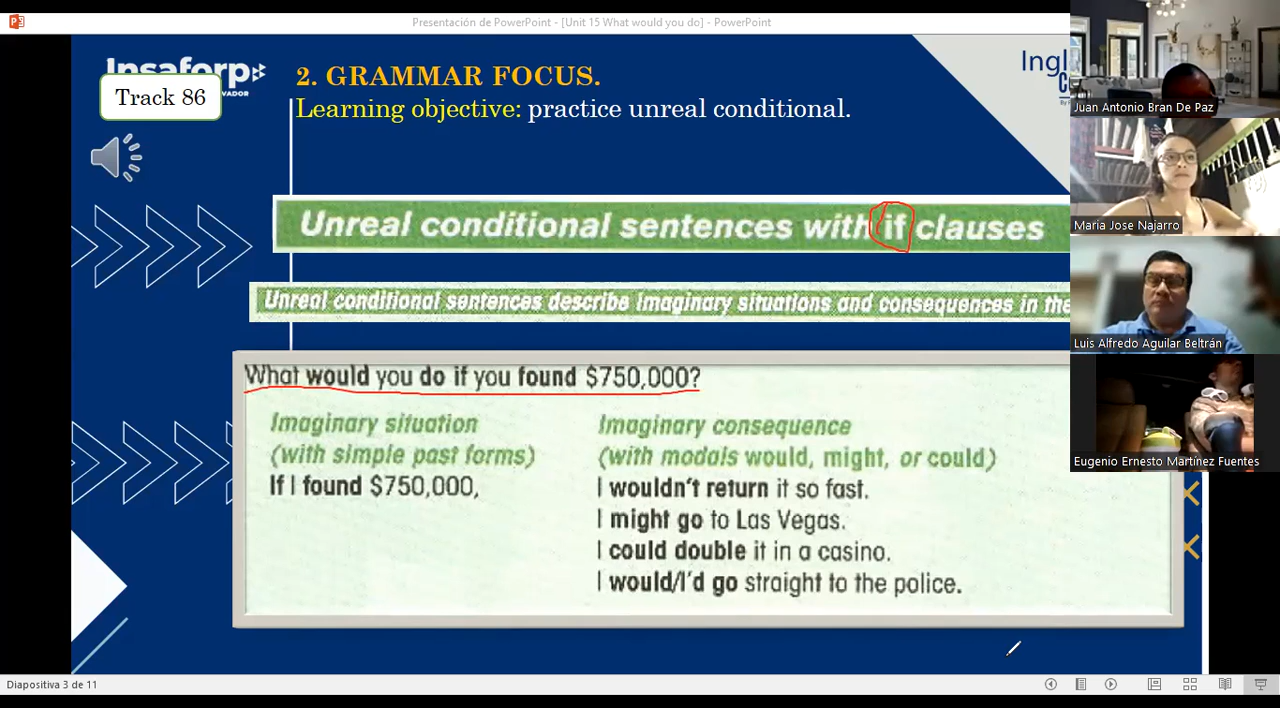 Presentación de PowerPoint - [Unit 15 What would you do] - PowerPoint
Insaforp
Track 86
2. GRAMMAR FOCUS.
Learning objective: practice unreal conditional.
Ingl
Unreal conditional sentences with if clauses
Unreal conditional sentences describe imaginary situations and consequences in the
What would you do if you found $750,000?
Imaginary situation
(with simple past forms)
If I found $750,000,
Imaginary consequence
(with modals would, might, or could)
I wouldn't return it so fast.
I might go to Las Vegas.
I could double it in a casino.
I would/I'd go straight to the police.
Juan Antonio Bran De Paz
Maria Jose Najarro
Luis Alfredo Aguilar Beltrán
Eugenio Ernesto Martínez Fuentes
Diapositiva 3 de 11